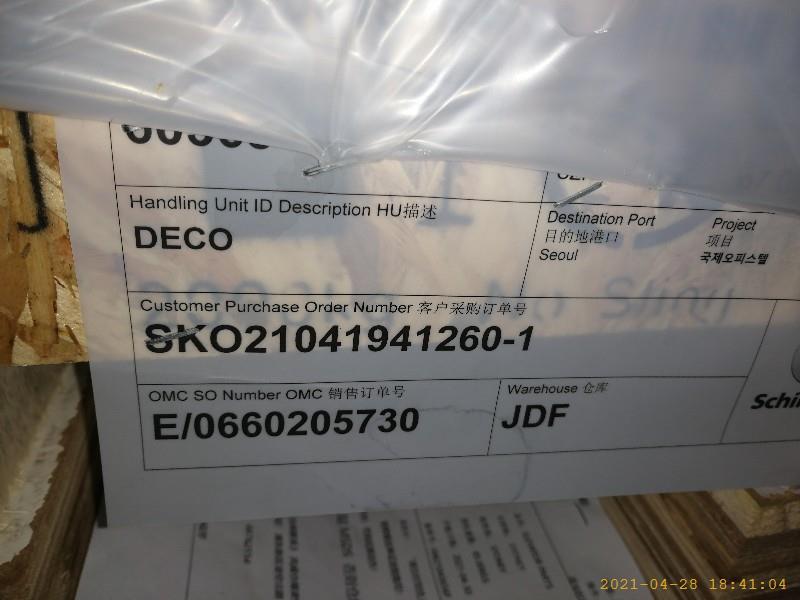 Handling Unit ID Description HU描述
DECO
Destination Port
目的地港口
Seoul
Project
项目
국제오피스텔
Customer Purchase Order Number 客户采购订单号
SKO21041941260-1
OMC SO Number OMC 销售订单号
E/0660205730
Warehouse 仓库
JDF
Schi
2021-04-28 18:41:04